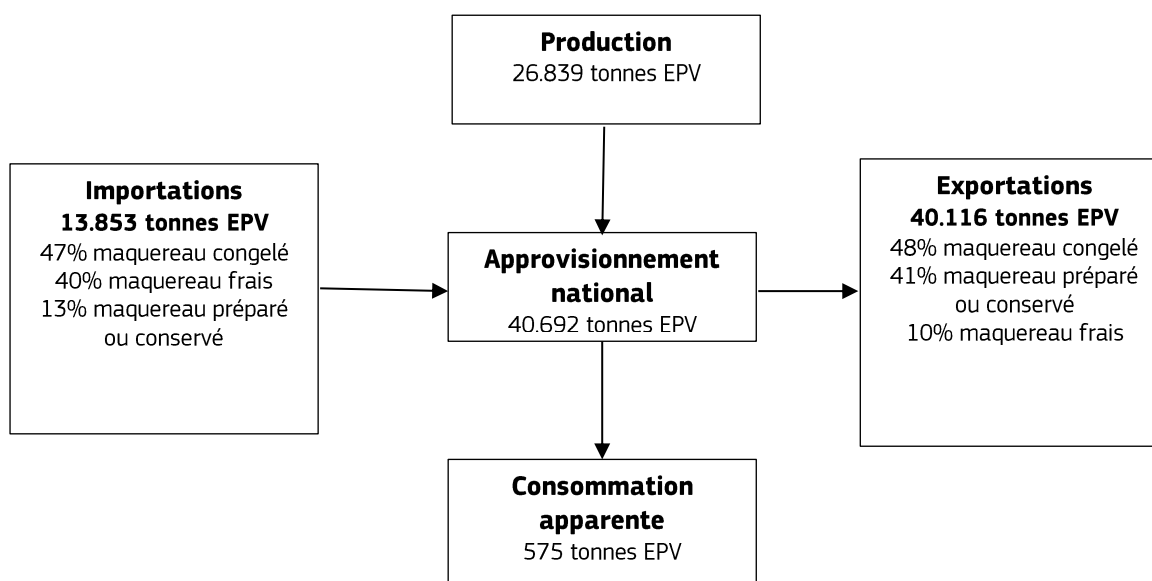 Production
26.839 tonnes EPV
Importations
13.853 tonnes EPV
47% maquereau congelé
40% maquereau frais
13% maquereau préparé
ou conservé
Approvisionnement
national
40.692 tonnes EPV
Exportations
40.116 tonnes EPV
48% maquereau congelé
41% maquereau préparé
ou conservé
10% maquereau frais
Consommation
apparente
575 tonnes EPV